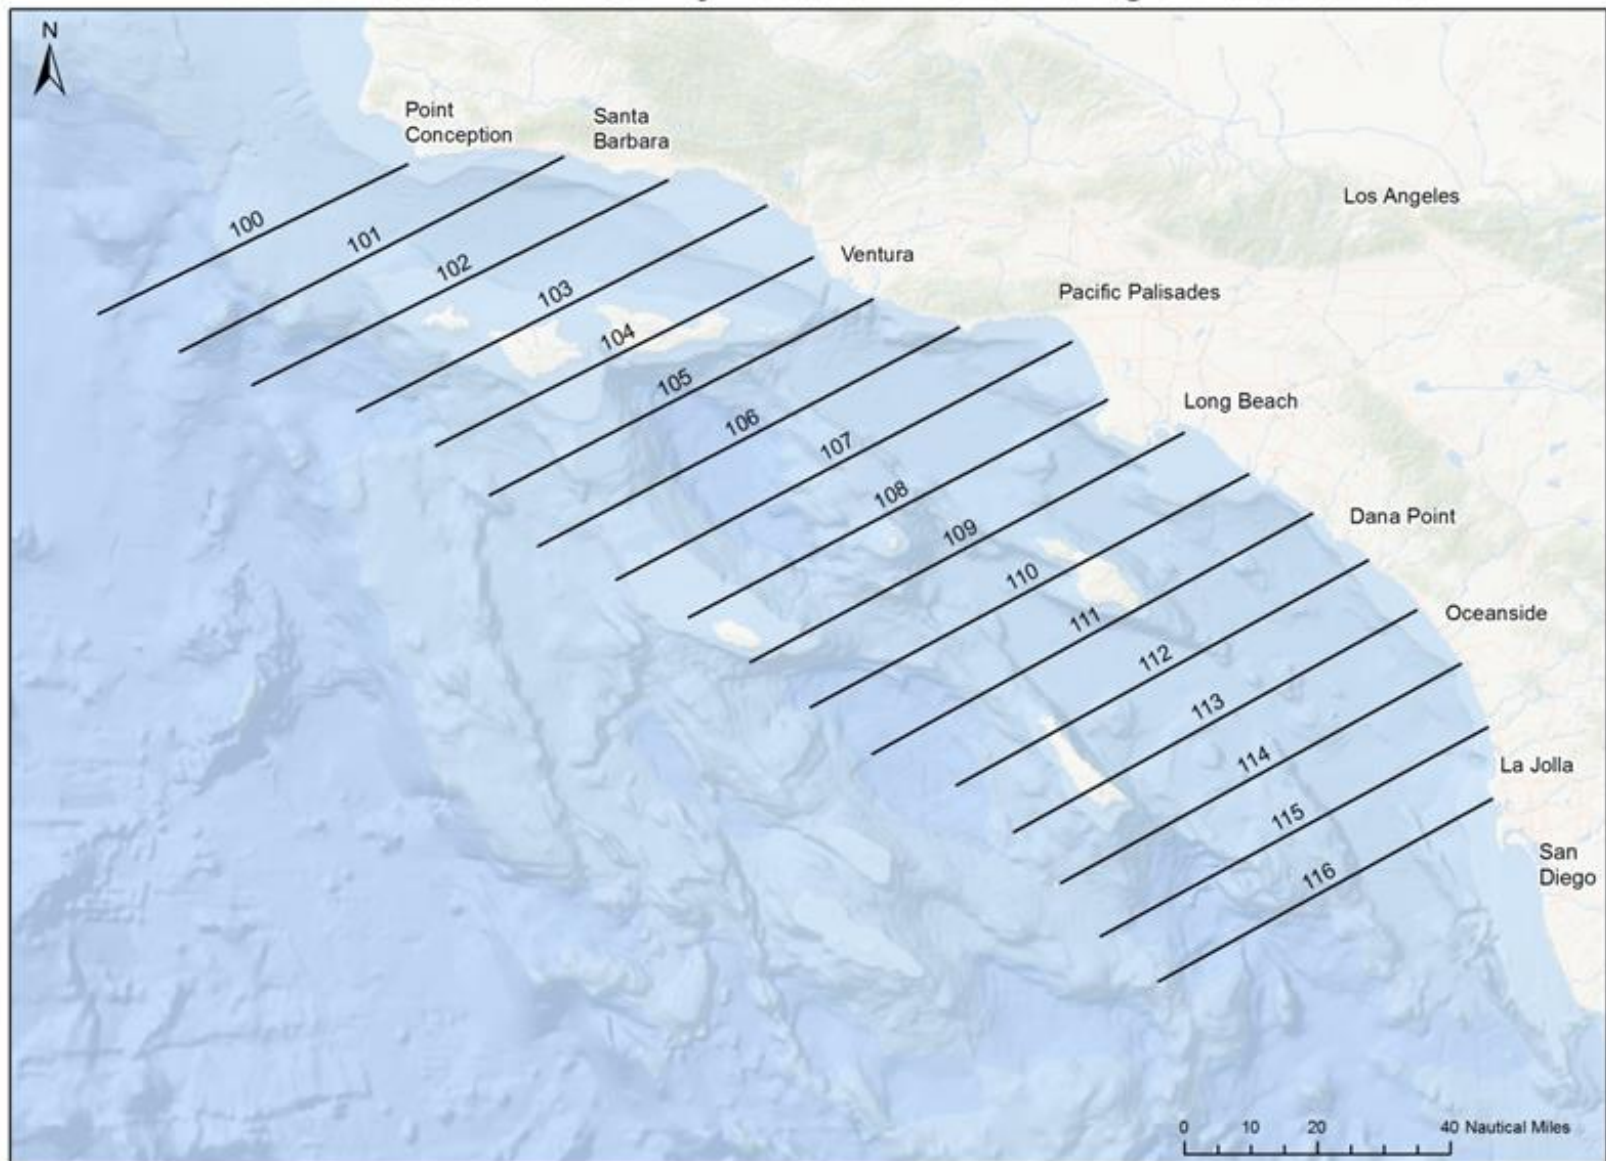 N
Point
Conception
Santa
Barbara
Los Angeles
100
101
102
Ventura
103
Pacific Palisades
104
105
Long Beach
106
107
108
Dana Point
109
110
Oceanside
111
112
113
La Jolla
114
115
San
Diego
116
0 10 20 40 Nautical Miles